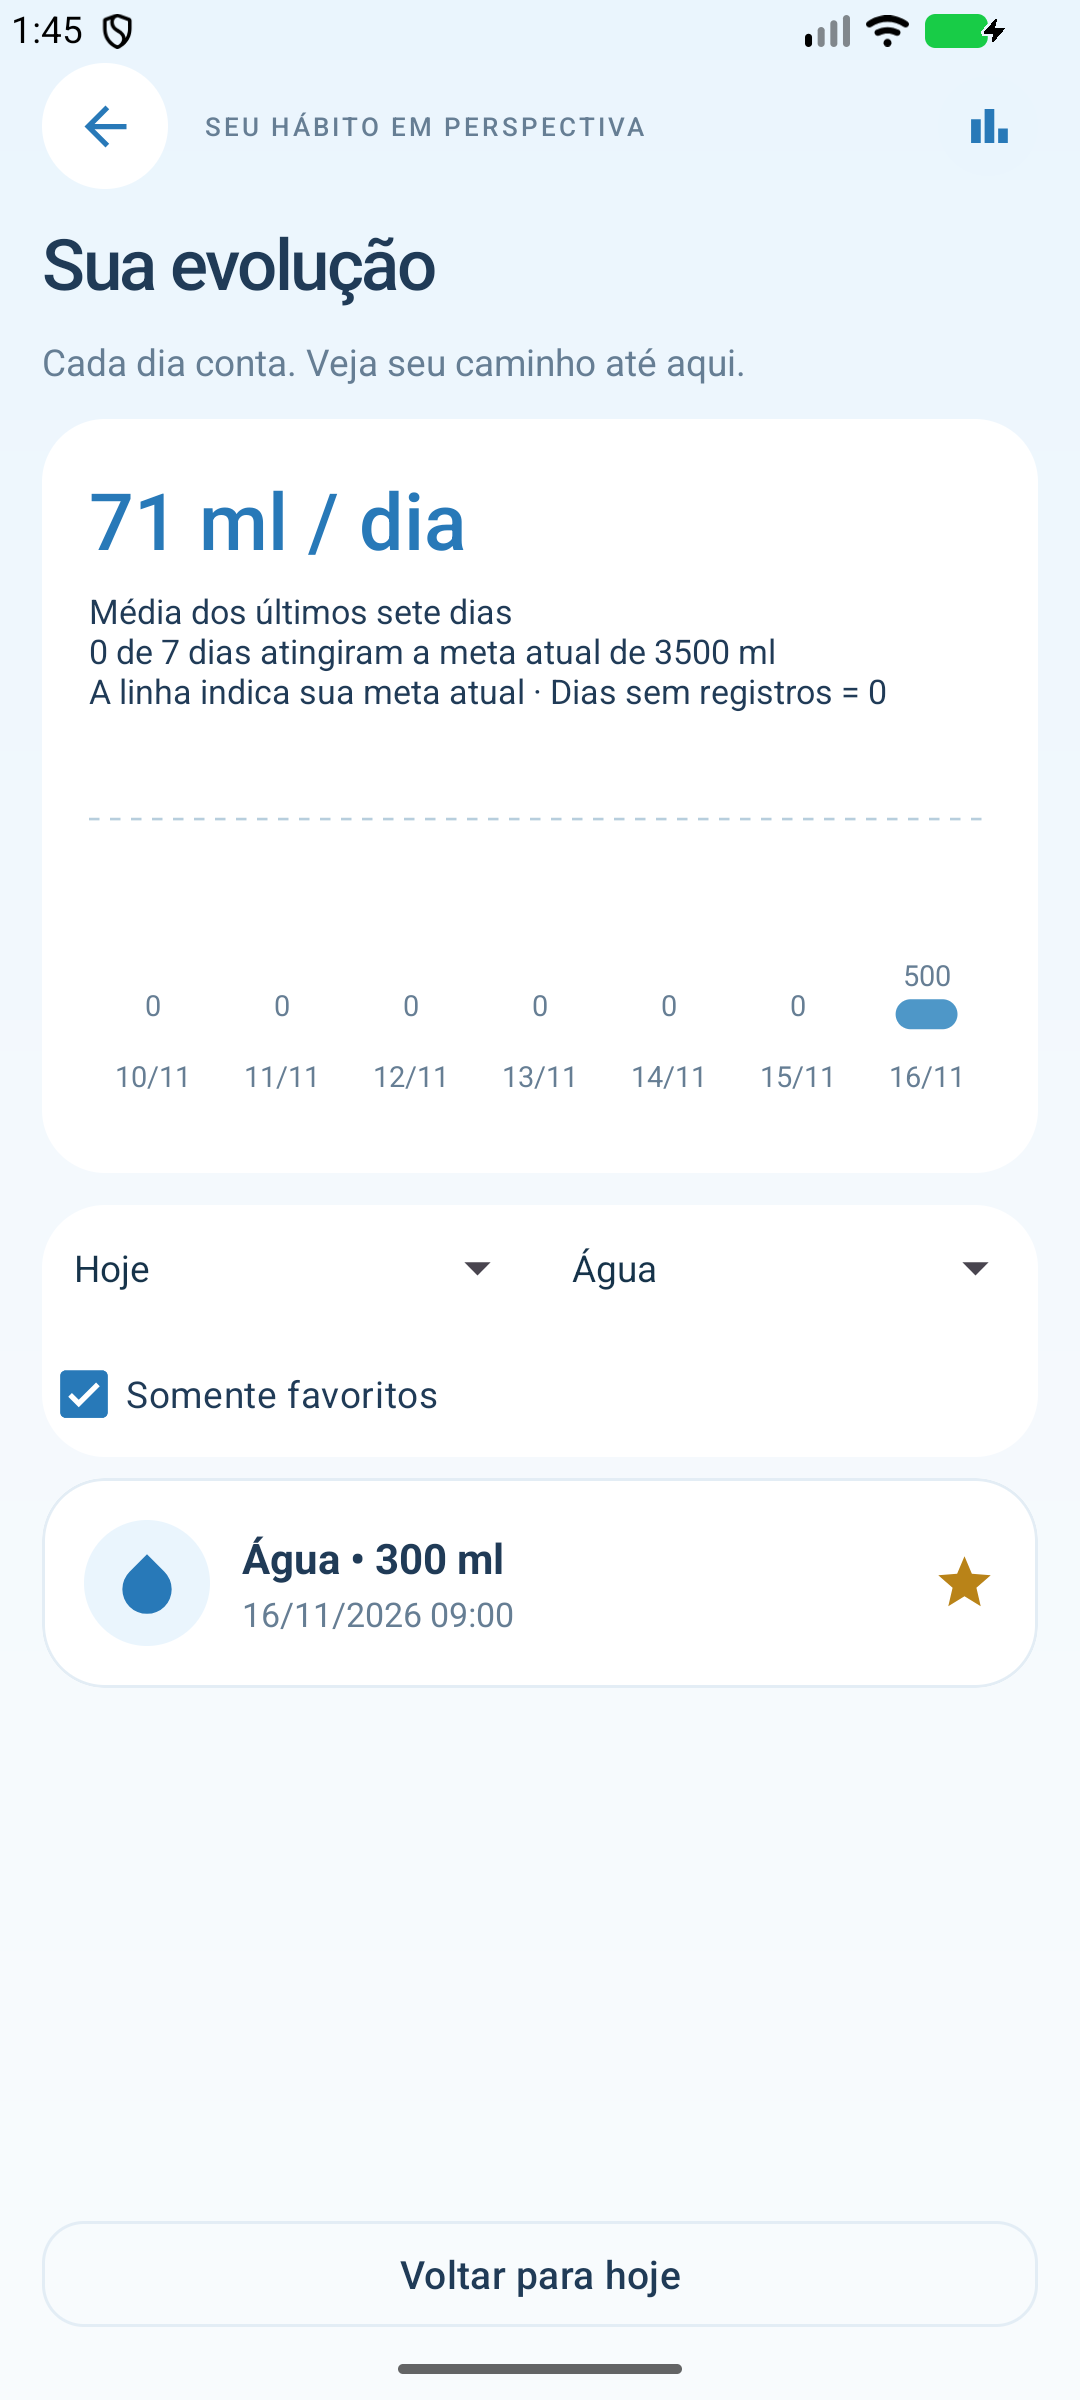 1:45
SEU HÁBITO EM PERSPECTIVA
Sua evolução
Cada dia conta. Veja seu caminho até aqui.
71 ml / dia
Média dos últimos sete dias
0 de 7 dias atingiram a meta atual de 3500 ml
A linha indica sua meta atual · Dias sem registros = 0
0 0 0 0 0 0 500
10/11 11/11 12/11 13/11 14/11 15/11 16/11
Hoje Água
Somente favoritos
Água • 300 ml
16/11/2026 09:00
Voltar para hoje